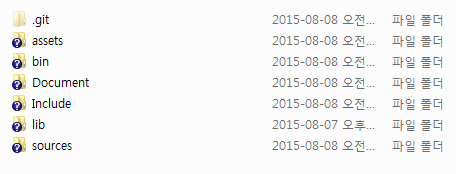 .git 2015-08-08 오전... 파일 폴더
assets 2015-08-08 오전... 파일 폴더
bin 2015-08-08 오전... 파일 폴더
Document 2015-08-08 오전... 파일 폴더
Include 2015-08-08 오전... 파일 폴더
lib 2015-08-07 오후... 파일 폴더
sources 2015-08-08 오전... 파일 폴더